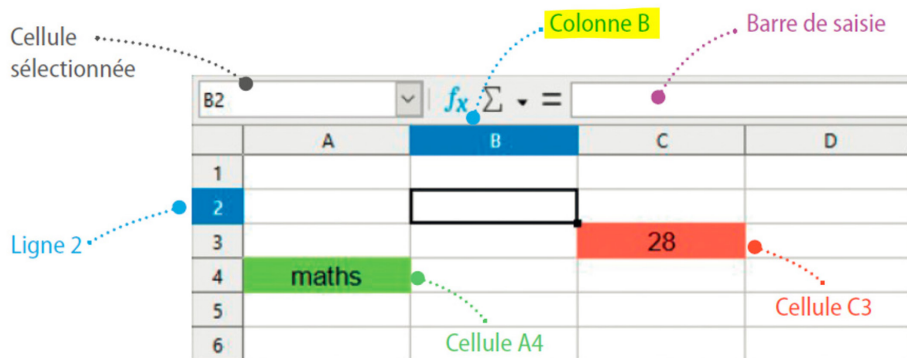 Cellule
sélectionnée
Colonne B
Barre de saisie
B2 fx Σ =
A B C D
1
2
Ligne 2
3 28
4 maths
Cellule C3
5
Cellule A4
6